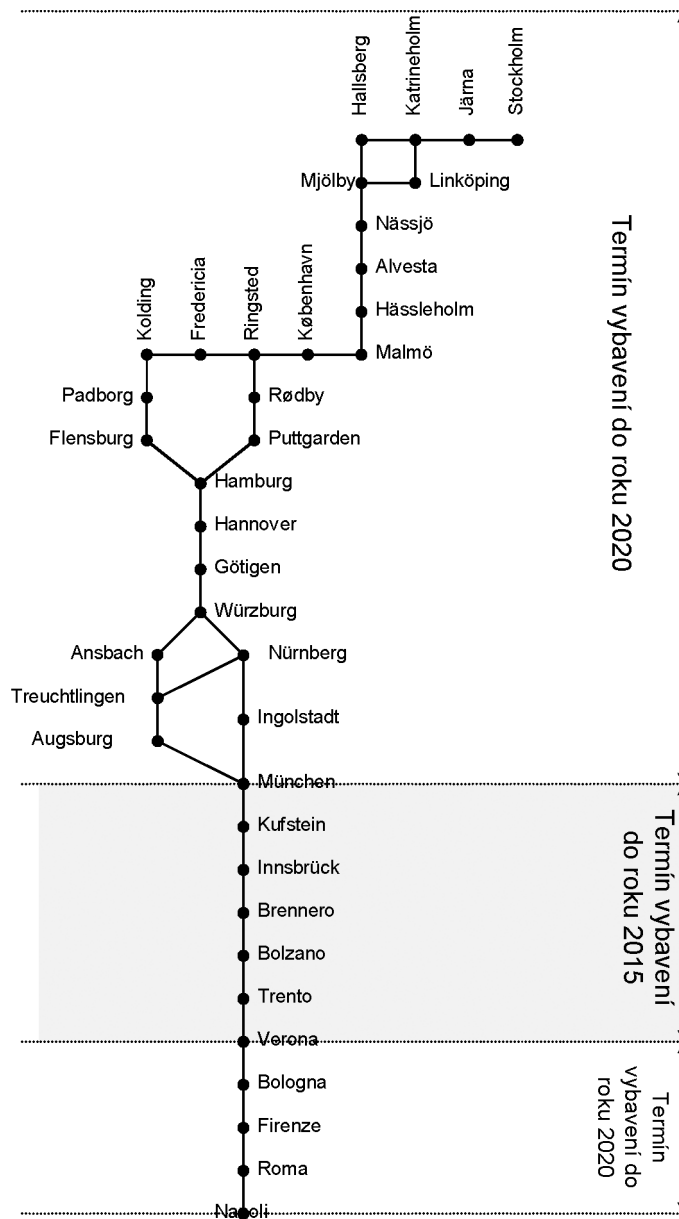 Hallsberg
Katrineholm
Järna
Stockholm
Mjölby
Linköping
Nässjö
Alvesta
Hässleholm
Malmö
Kolding
Fredericia
Ringsted
København
Padborg
Rødby
Flensburg
Puttgarden
Hamburg
Hannover
Götigen
Würzburg
Ansbach
Nürnberg
Treuchtlingen
Ingolstadt
Augsburg
München
Kufstein
Innsbrück
Brennero
Bolzano
Trento
Verona
Bologna
Firenze
Roma
Napoli
Termín vybavení do roku 2020
Termín vybavení
do roku 2015
Termín
vybavení do
roku 2020